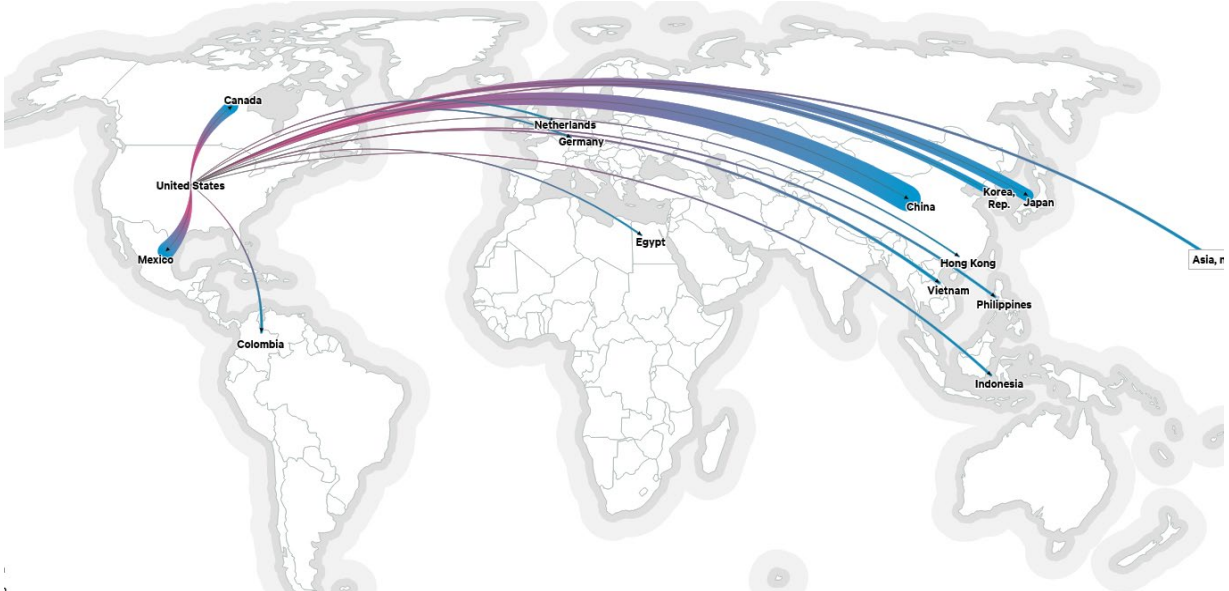 Canada
Netherlands
Germany
United States
China
Korea,
Rep.
Japan
Mexico
Egypt
Asia, n
Hong Kong
Vietnam
Philippines
Colombia
Indonesia